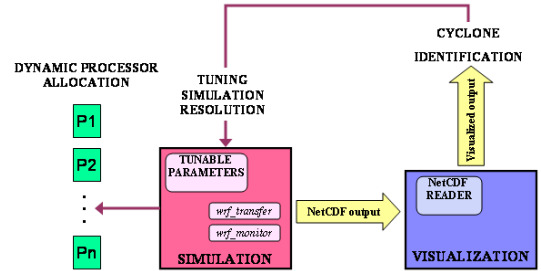 CYCLONE
IDENTIFICATION
DYNAMIC PROCESSOR
ALLOCATION
TUNING
SIMULATION
RESOLUTION
P1
P2
Pn
TUNABLE
PARAMETERS
wrf_transfer
wrf_monitor
SIMULATION
NetCDF output
Visualized output
NetCDF
READER
VISUALIZATION